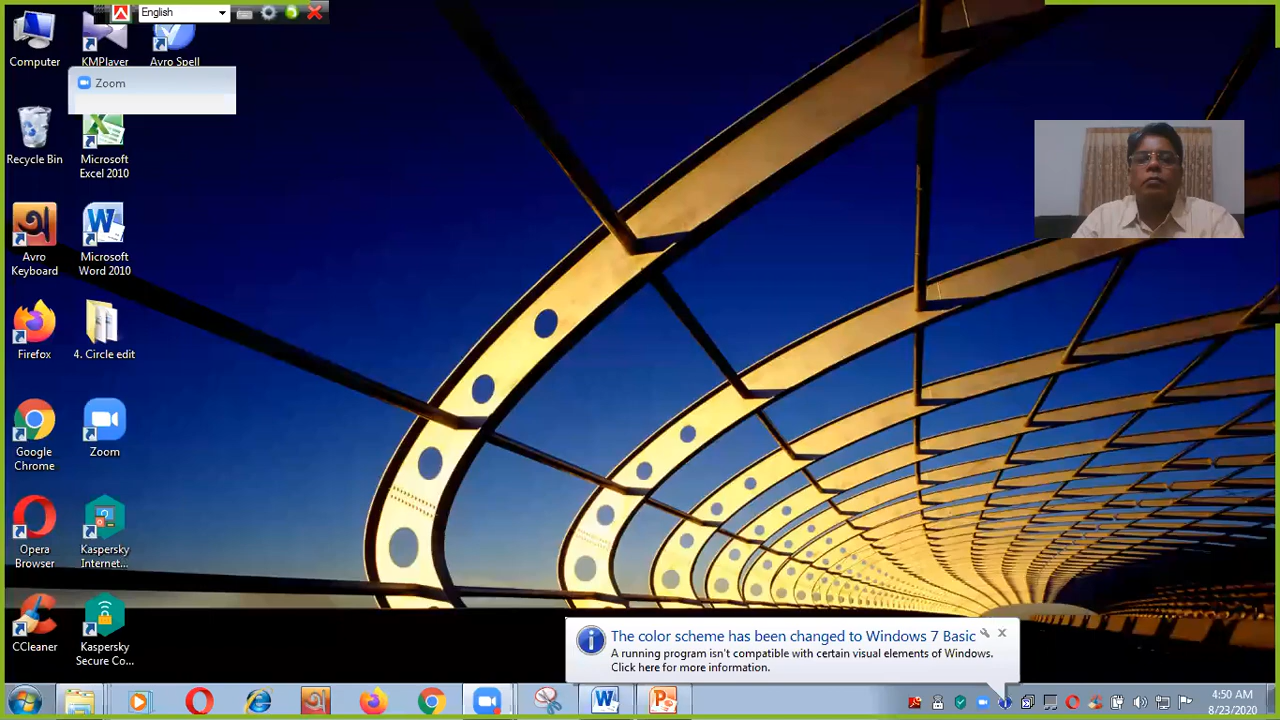 English
Computer
KMPlayer
Avro Spell
Zoom
Recycle Bin
Microsoft
Excel 2010
Avro
Keyboard
Microsoft
Word 2010
Firefox
4. Circle edit
Google
Chrome
Zoom
Opera
Browser
Kaspersky
Internet...
CCleaner
Kaspersky
Secure Co...
The color scheme has been changed to Windows 7 Basic
A running program isn't compatible with certain visual elements of Windows.
Click here for more information.
4:50 AM
8/23/2020